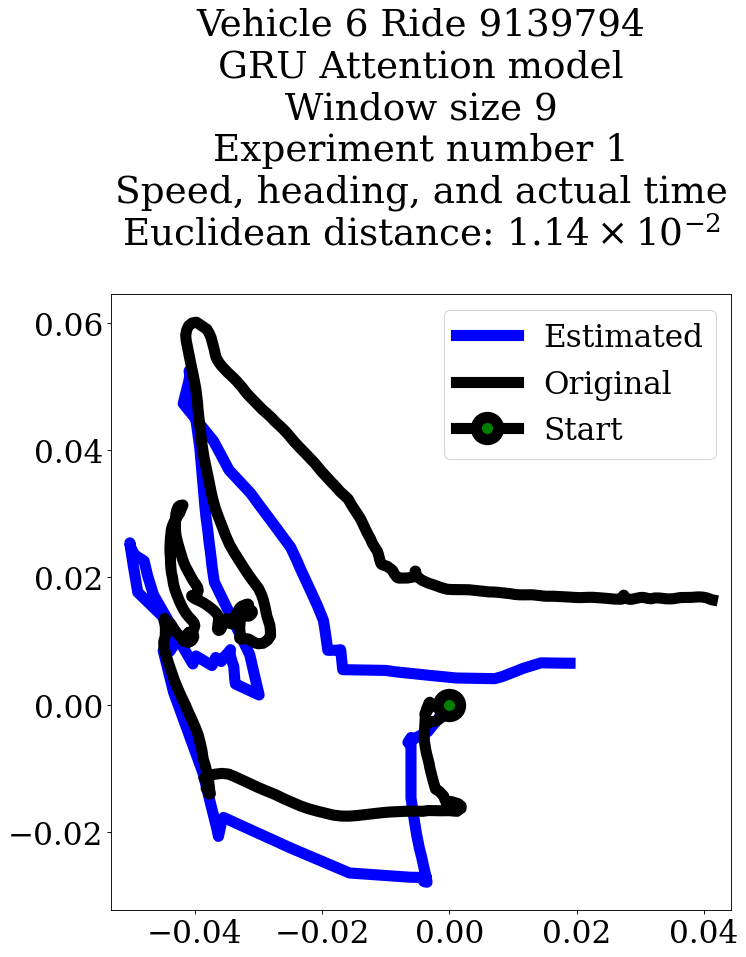 Vehicle 6 Ride 9139794
GRU Attention model
Window size 9
Experiment number 1
Speed, heading, and actual time
Euclidean distance: 1.14 × 10⁻²
Estimated
Original
Start
0.06
0.04
0.02
0.00
−0.02
−0.04 −0.02 0.00 0.02 0.04